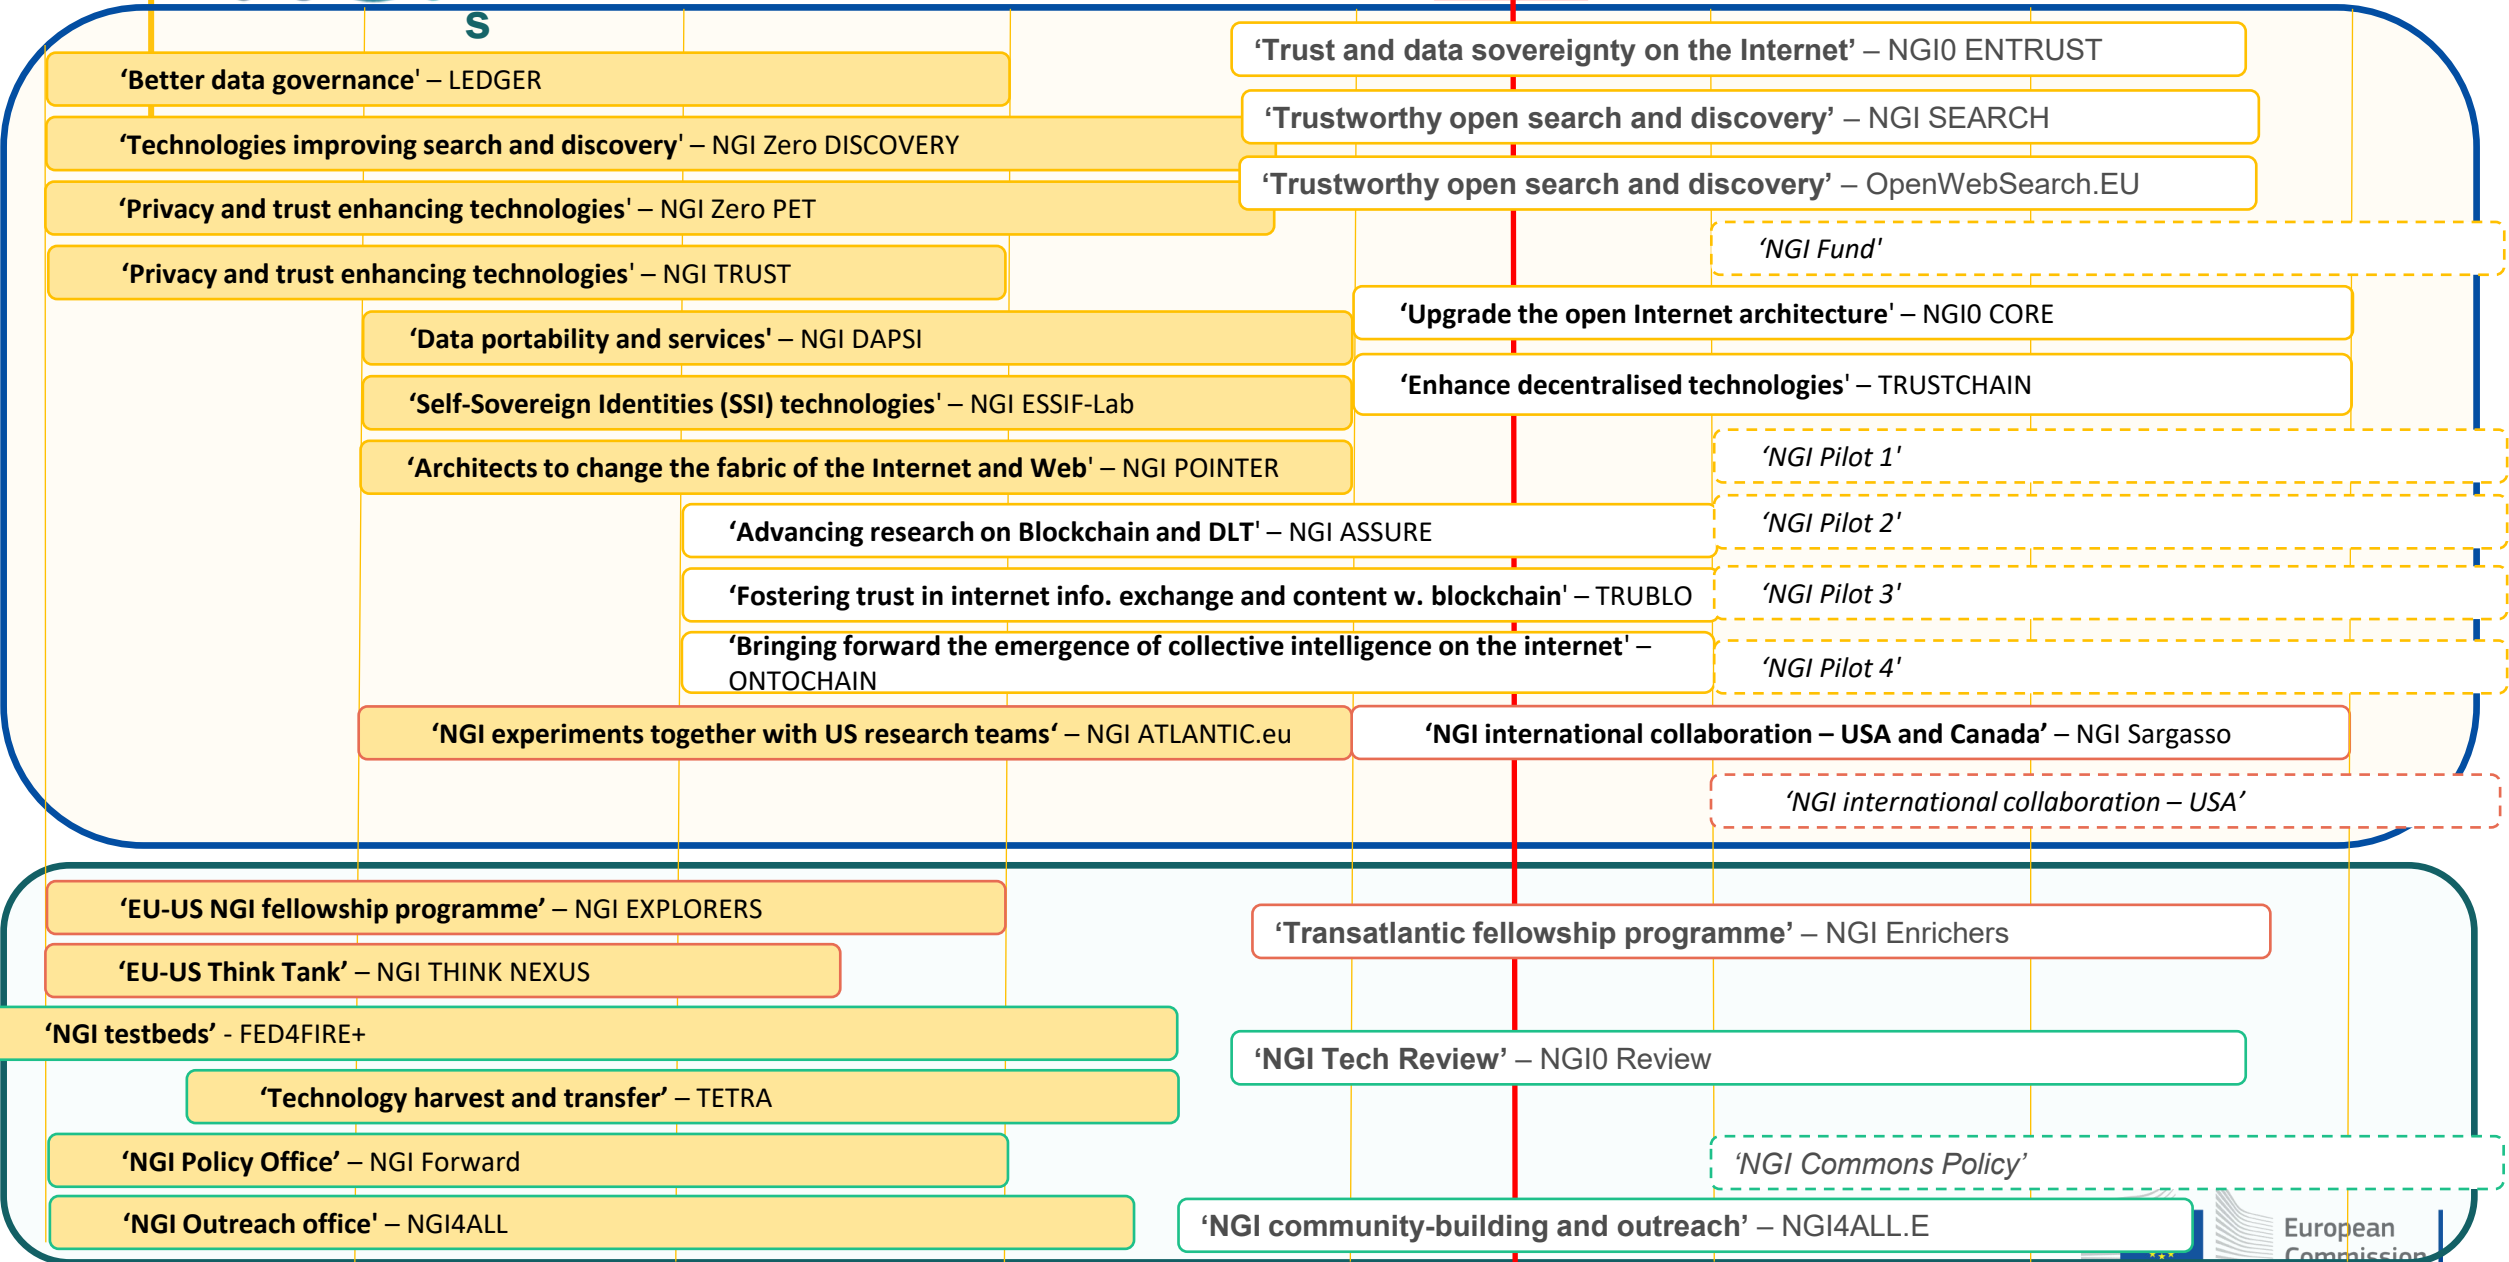 s
‘Trust and data sovereignty on the Internet’ – NGI0 ENTRUST
‘Better data governance' – LEDGER
‘Trustworthy open search and discovery’ – NGI SEARCH
‘Technologies improving search and discovery' – NGI Zero DISCOVERY
‘Trustworthy open search and discovery’ – OpenWebSearch.EU
‘Privacy and trust enhancing technologies' – NGI Zero PET
‘NGI Fund'
‘Privacy and trust enhancing technologies' – NGI TRUST
‘Upgrade the open Internet architecture' – NGI0 CORE
‘Data portability and services' – NGI DAPSI
‘Enhance decentralised technologies' – TRUSTCHAIN
‘Self-Sovereign Identities (SSI) technologies' – NGI ESSIF-Lab
‘Architects to change the fabric of the Internet and Web' – NGI POINTER
‘NGI Pilot 1'
‘Advancing research on Blockchain and DLT' – NGI ASSURE
‘NGI Pilot 2'
‘Fostering trust in internet info. exchange and content w. blockchain' – TRUBLO
‘NGI Pilot 3'
‘Bringing forward the emergence of collective intelligence on the internet' –
ONTOCHAIN
‘NGI Pilot 4'
‘NGI experiments together with US research teams‘ – NGI ATLANTIC.eu
‘NGI international collaboration – USA and Canada’ – NGI Sargasso
‘NGI international collaboration – USA’
‘EU-US NGI fellowship programme’ – NGI EXPLORERS
‘Transatlantic fellowship programme’ – NGI Enrichers
‘EU-US Think Tank’ – NGI THINK NEXUS
‘NGI testbeds’ - FED4FIRE+
‘NGI Tech Review’ – NGI0 Review
‘Technology harvest and transfer’ – TETRA
‘NGI Policy Office’ – NGI Forward
‘NGI Commons Policy’
‘NGI Outreach office' – NGI4ALL
‘NGI community-building and outreach’ – NGI4ALL.E
European
Commission